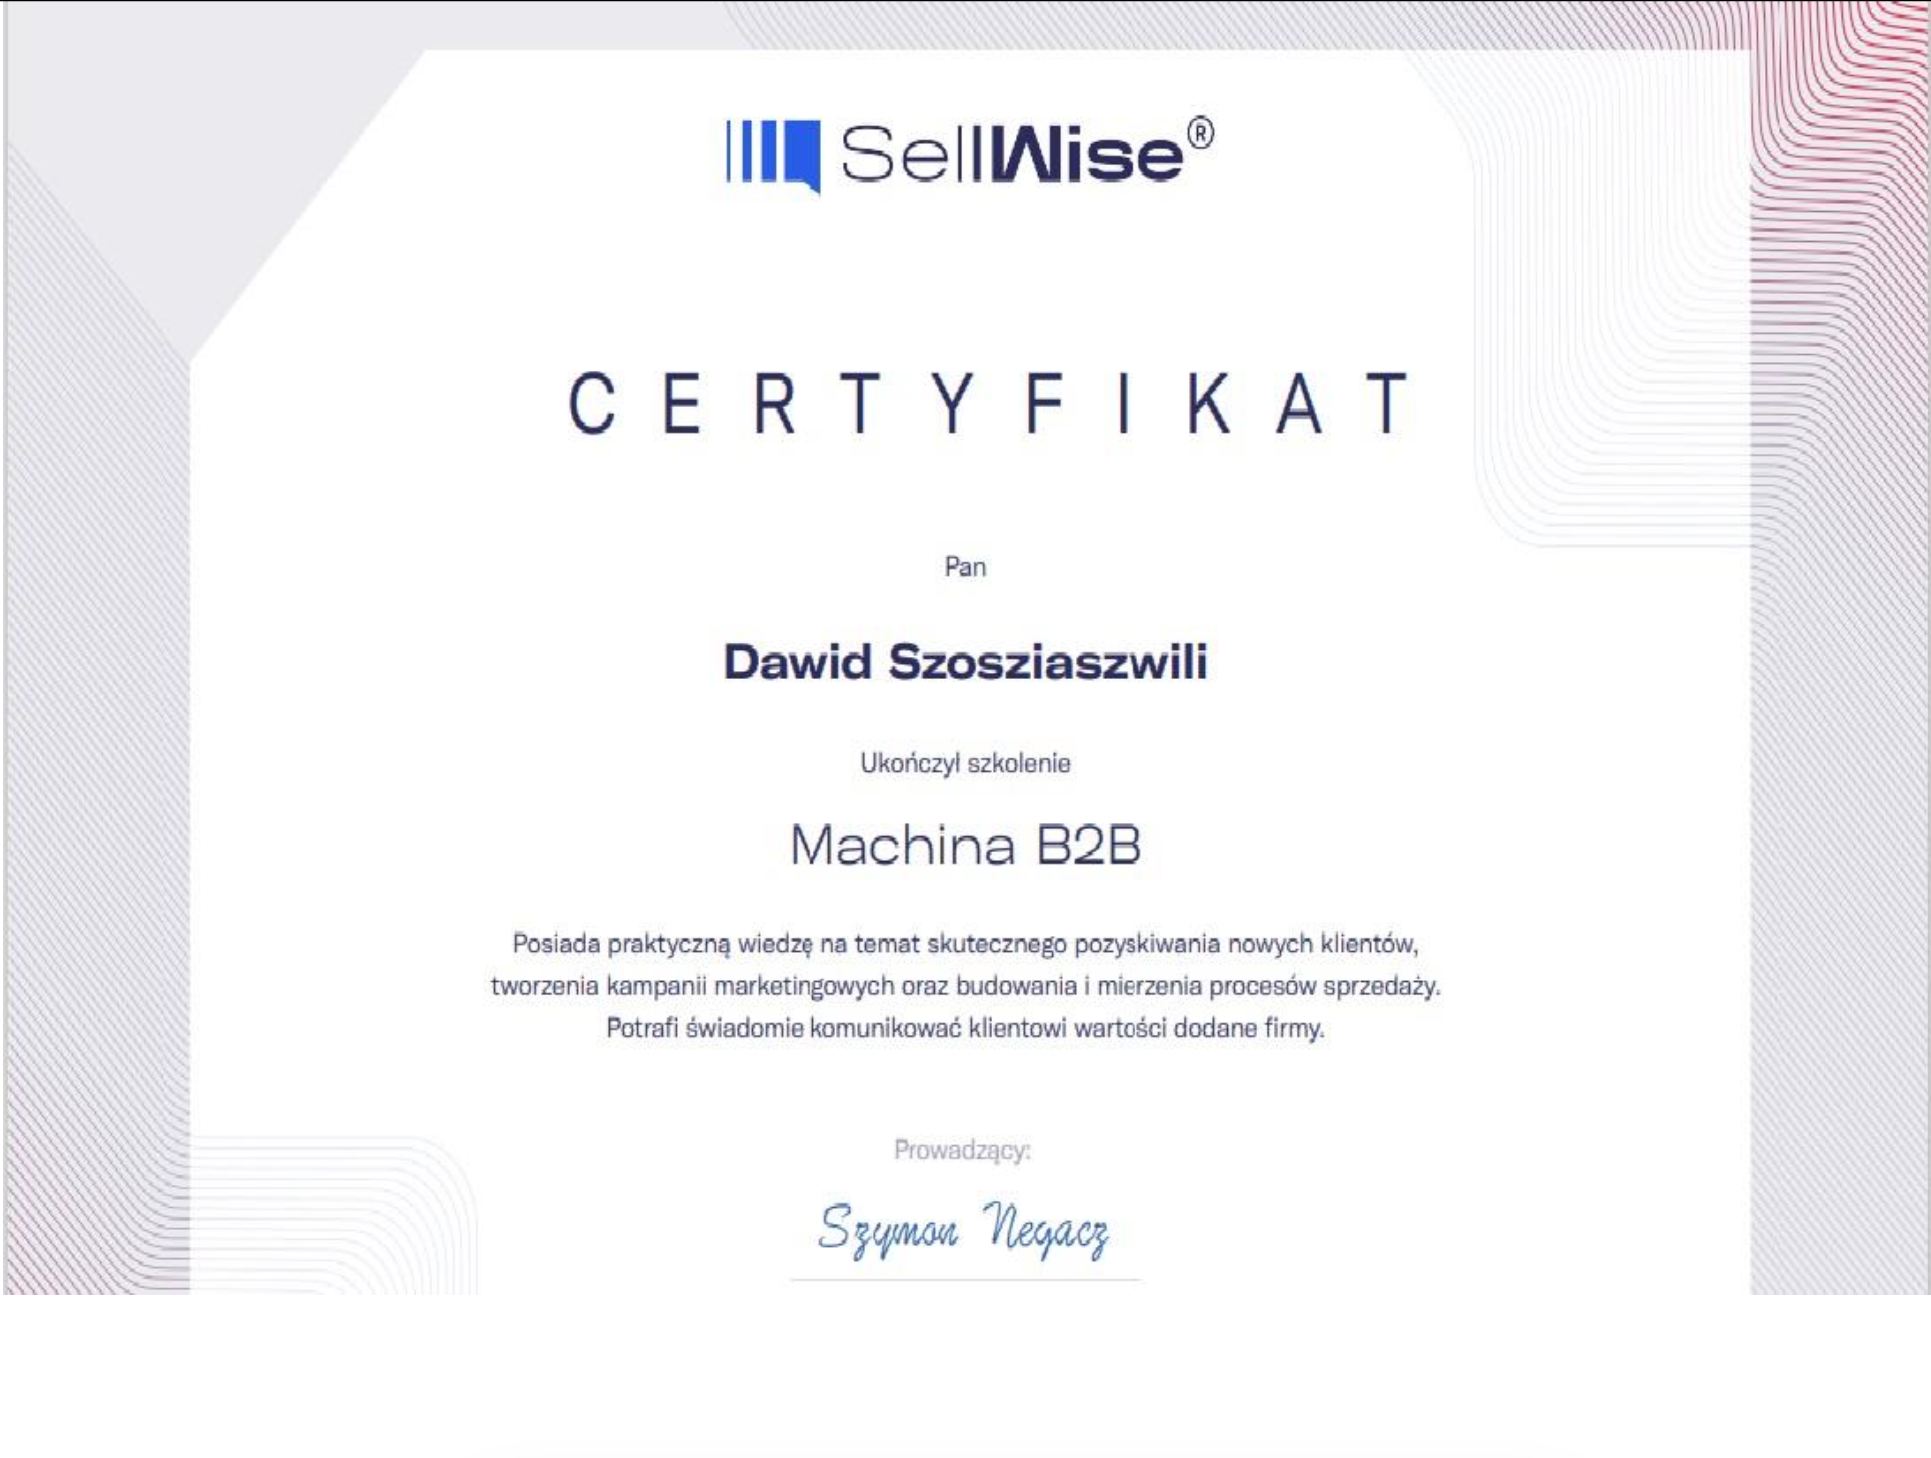 SellWise®
CERTYFIKAT
Pan
Dawid Szosziaszwili
Ukończył szkolenie
Machina B2B
Posiada praktyczną wiedzę na temat skutecznego pozyskiwania nowych klientów,
tworzenia kampanii marketingowych oraz budowania i mierzenia procesów sprzedaży.
Potrafi świadomie komunikować klientowi wartości dodane firmy.
Prowadzący:
Szymon Negacz